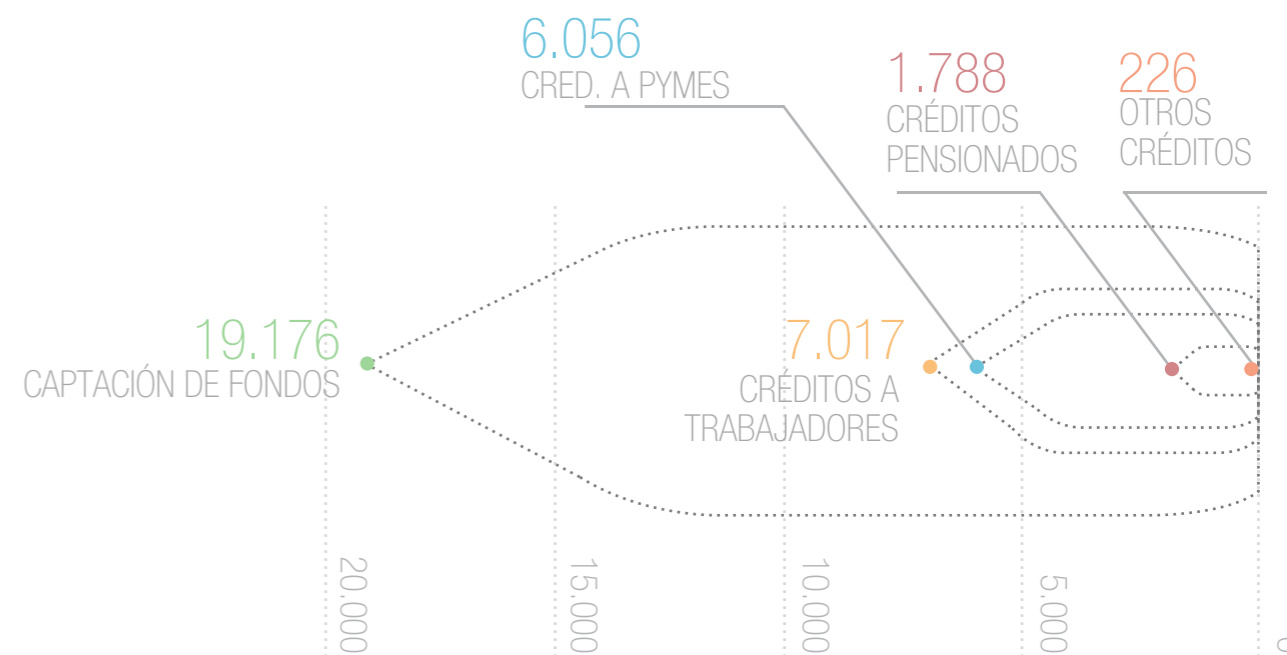 6.056
CRED. A PYMES
1.788
CRÉDITOS
PENSIONADOS
226
OTROS
CRÉDITOS
19.176
CAPTACIÓN DE FONDOS
7.017
CRÉDITOS A
TRABAJADORES
20.000
15.000
10.000
5.000